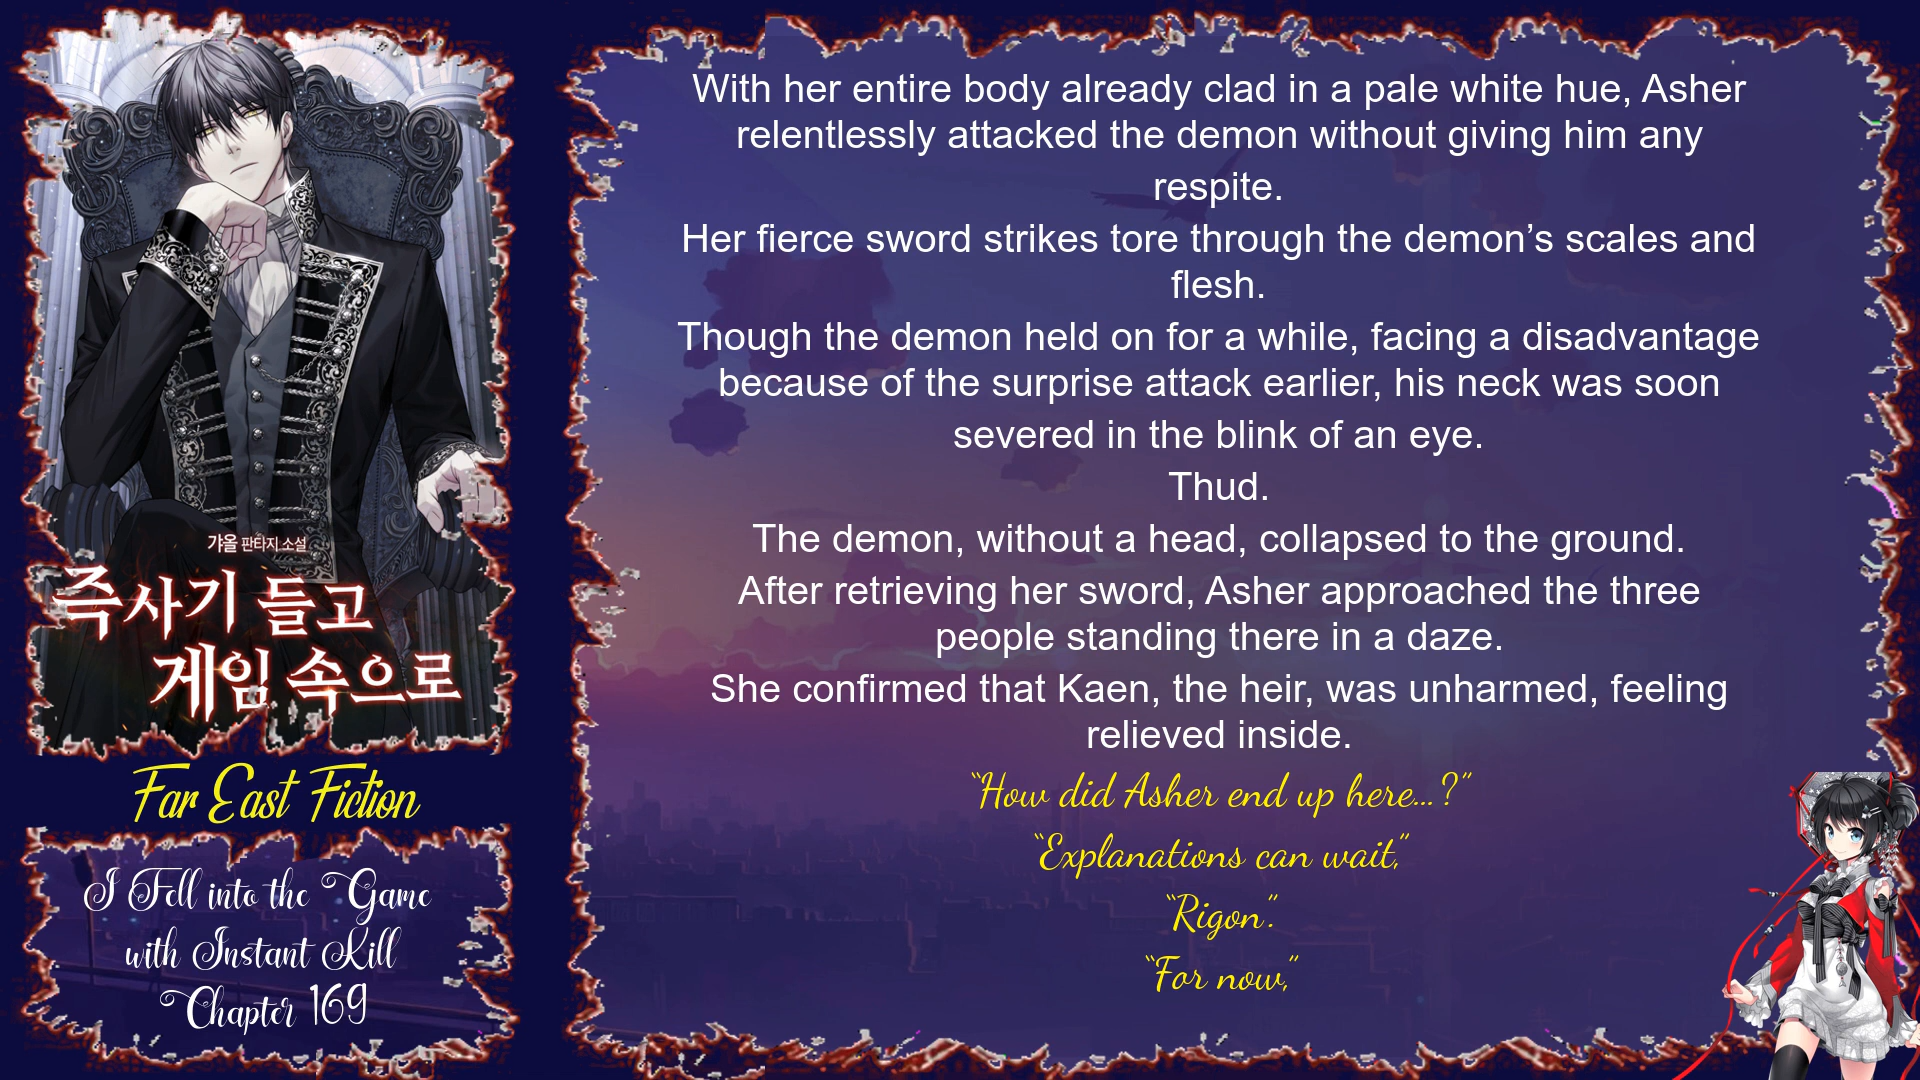 갸올 판타지 소설
즉사기 들고
게임 속으로
Far East Fiction
I Fell into the Game
with Instant Kill
Chapter 169
With her entire body already clad in a pale white hue, Asher
relentlessly attacked the demon without giving him any
respite.
Her fierce sword strikes tore through the demon’s scales and
flesh.
Though the demon held on for a while, facing a disadvantage
because of the surprise attack earlier, his neck was soon
severed in the blink of an eye.
Thud.
The demon, without a head, collapsed to the ground.
After retrieving her sword, Asher approached the three
people standing there in a daze.
She confirmed that Kaen, the heir, was unharmed, feeling
relieved inside.
“How did Asher end up here…?”
“Explanations can wait,”
“Rigon”.
“For now,”